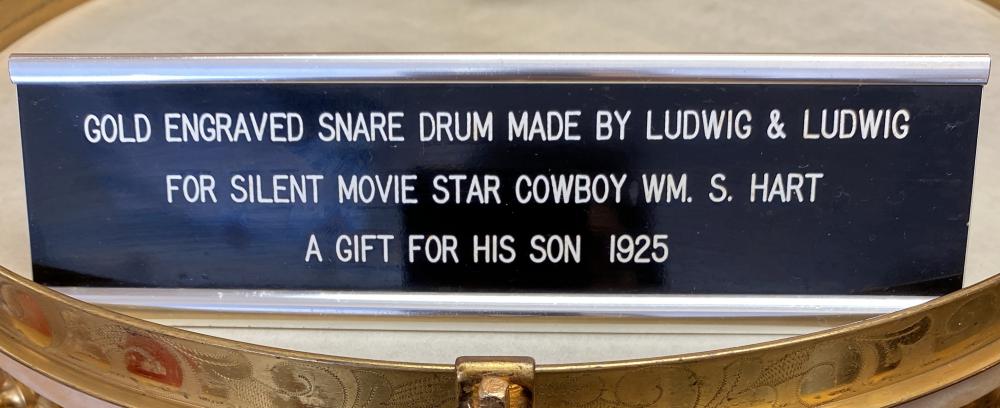 GOLD ENGRAVED SNARE DRUM MADE BY LUDWIG & LUDWIG
FOR SILENT MOVIE STAR COWBOY WM. S. HART
A GIFT FOR HIS SON 1925